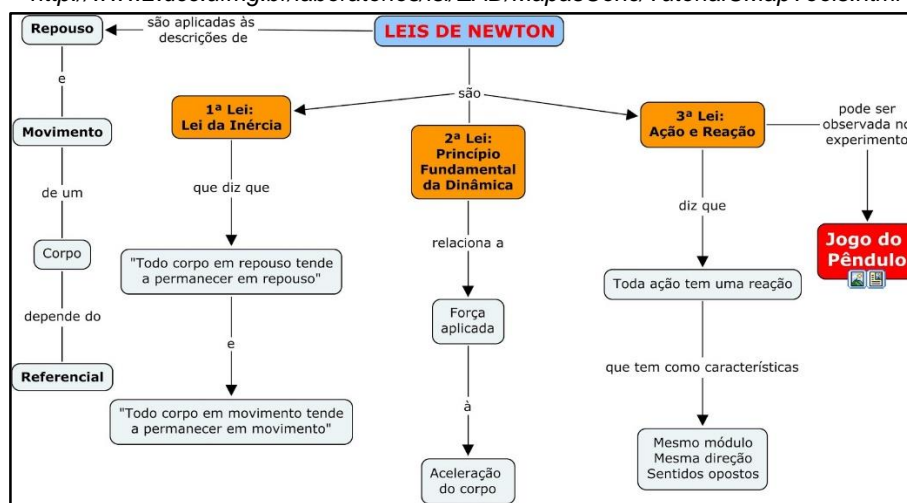 LEIS DE NEWTON
são aplicadas às
descrições de
Repouso
e
Movimento
de um
Corpo
depende do
Referencial
são
1ª Lei:
Lei da Inércia
que diz que
"Todo corpo em repouso tende
a permanecer em repouso"
e
"Todo corpo em movimento tende
a permanecer em movimento"
2ª Lei:
Princípio
Fundamental
da Dinâmica
relaciona a
Força
aplicada
à
Aceleração
do corpo
3ª Lei:
Ação e Reação
diz que
Toda ação tem uma reação
que tem como características
Mesmo módulo
Mesma direção
Sentidos opostos
pode ser
observada no
experimento
Jogo do
Pêndulo